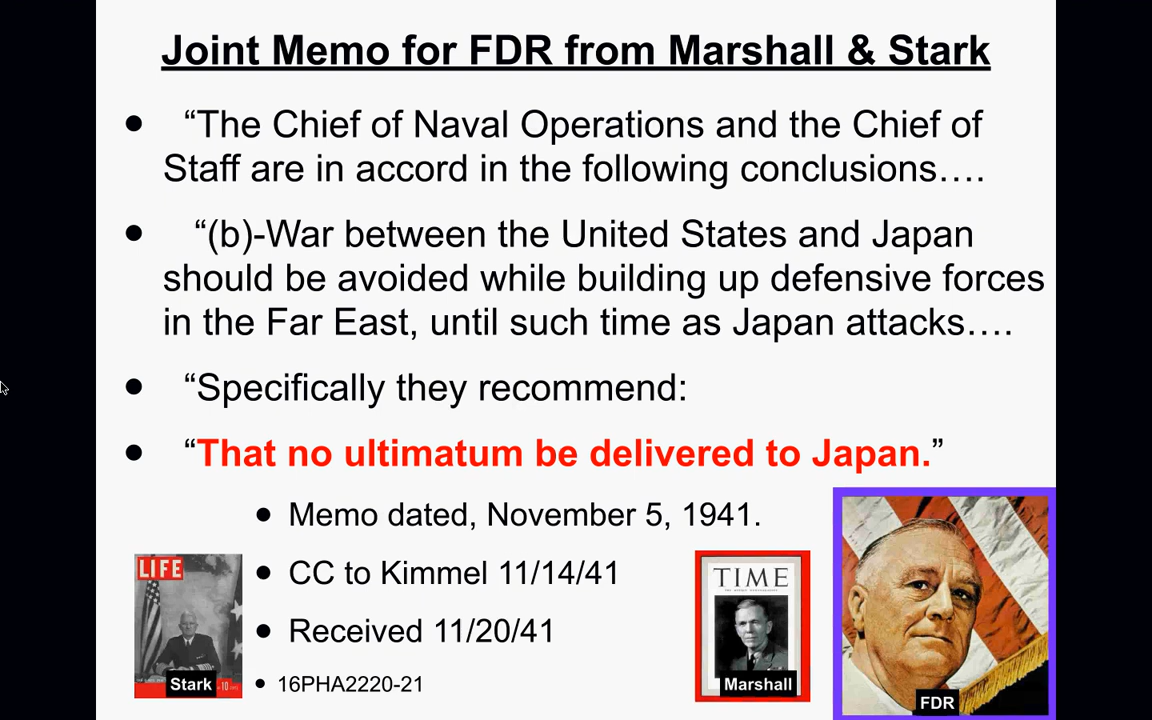 Joint Memo for FDR from Marshall & Stark
• “The Chief of Naval Operations and the Chief of
Staff are in accord in the following conclusions….
• “(b)-War between the United States and Japan
should be avoided while building up defensive forces
in the Far East, until such time as Japan attacks….
• “Specifically they recommend:
• “That no ultimatum be delivered to Japan.”
• Memo dated, November 5, 1941.
• CC to Kimmel 11/14/41
• Received 11/20/41
• 16PHA2220-21
LIFE
Stark
10
TIME
Marshall
FDR